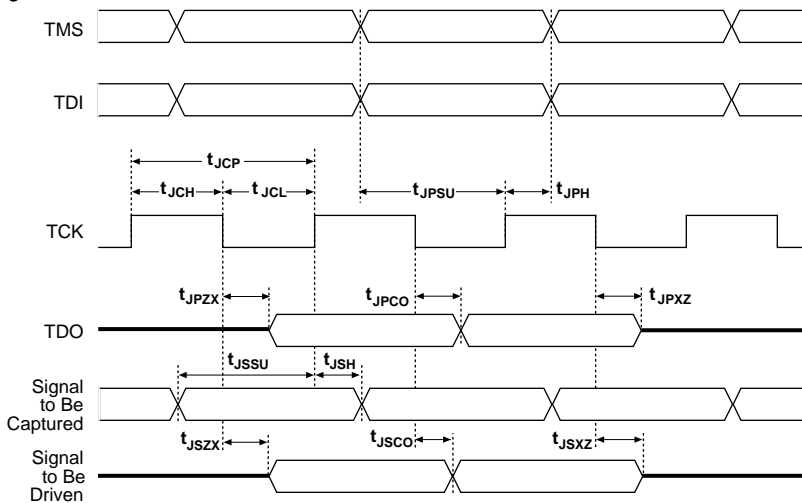 TMS
TDI
tJCP
tJCH
tJCL
tJPSU
tJPH
TCK
tJPZX
tJPCO
tJPXZ
TDO
tJSSU
tJSH
Signal
to Be
Captured
tJSZX
tJSCO
tJSXZ
Signal
to Be
Driven